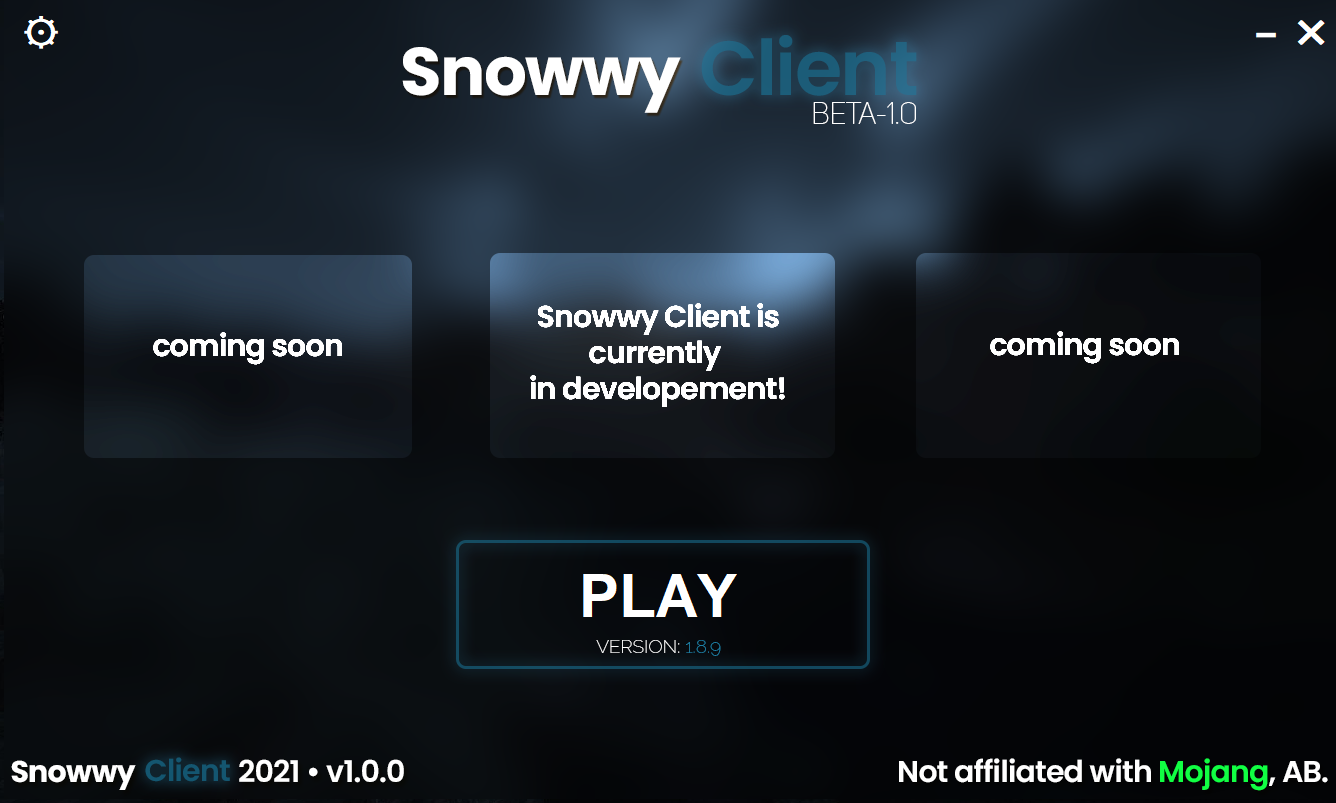 Snowwy Client
BETA-1.0
coming soon
Snowwy Client is
currently
in developement!
coming soon
PLAY
VERSION: 1.8.9
Snowwy Client 2021 • v1.0.0
Not affiliated with Mojang, AB.